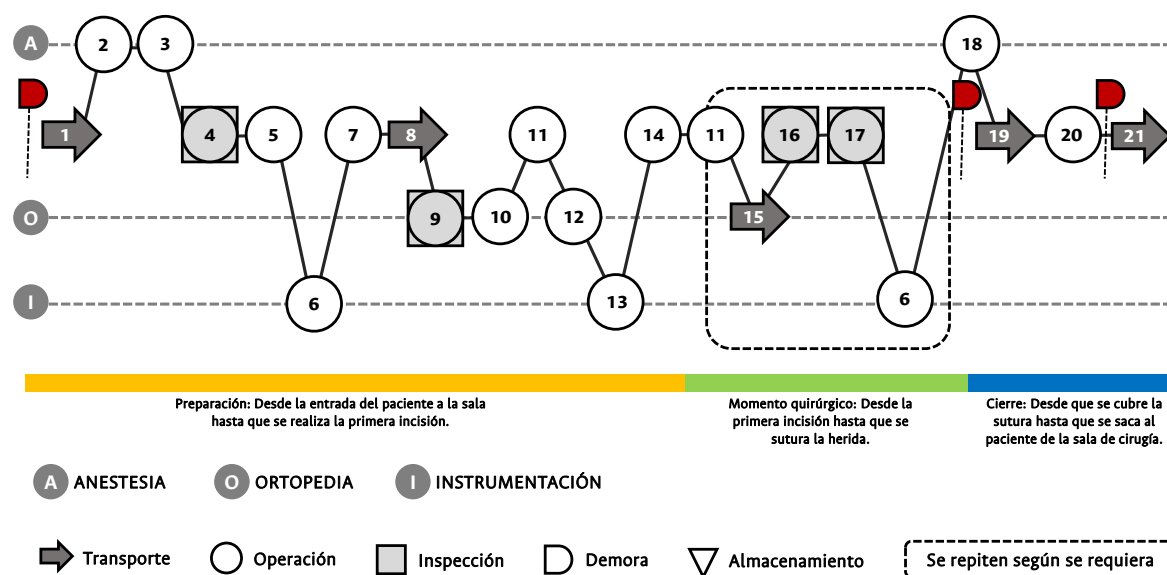 A
2
3
18
1
4
5
7
8
11
14
11
16
17
19
20
21
O
9
10
12
15
I
6
13
6
Preparación: Desde la entrada del paciente a la sala
hasta que se realiza la primera incisión.
Momento quirúrgico: Desde la
primera incisión hasta que se
sutura la herida.
Cierre: Desde que se cubre la
sutura hasta que se saca al
paciente de la sala de cirugía.
A ANESTESIA
O ORTOPEDIA
I INSTRUMENTACIÓN
Transporte
Operación
Inspección
Demora
Almacenamiento
Se repiten según se requiera